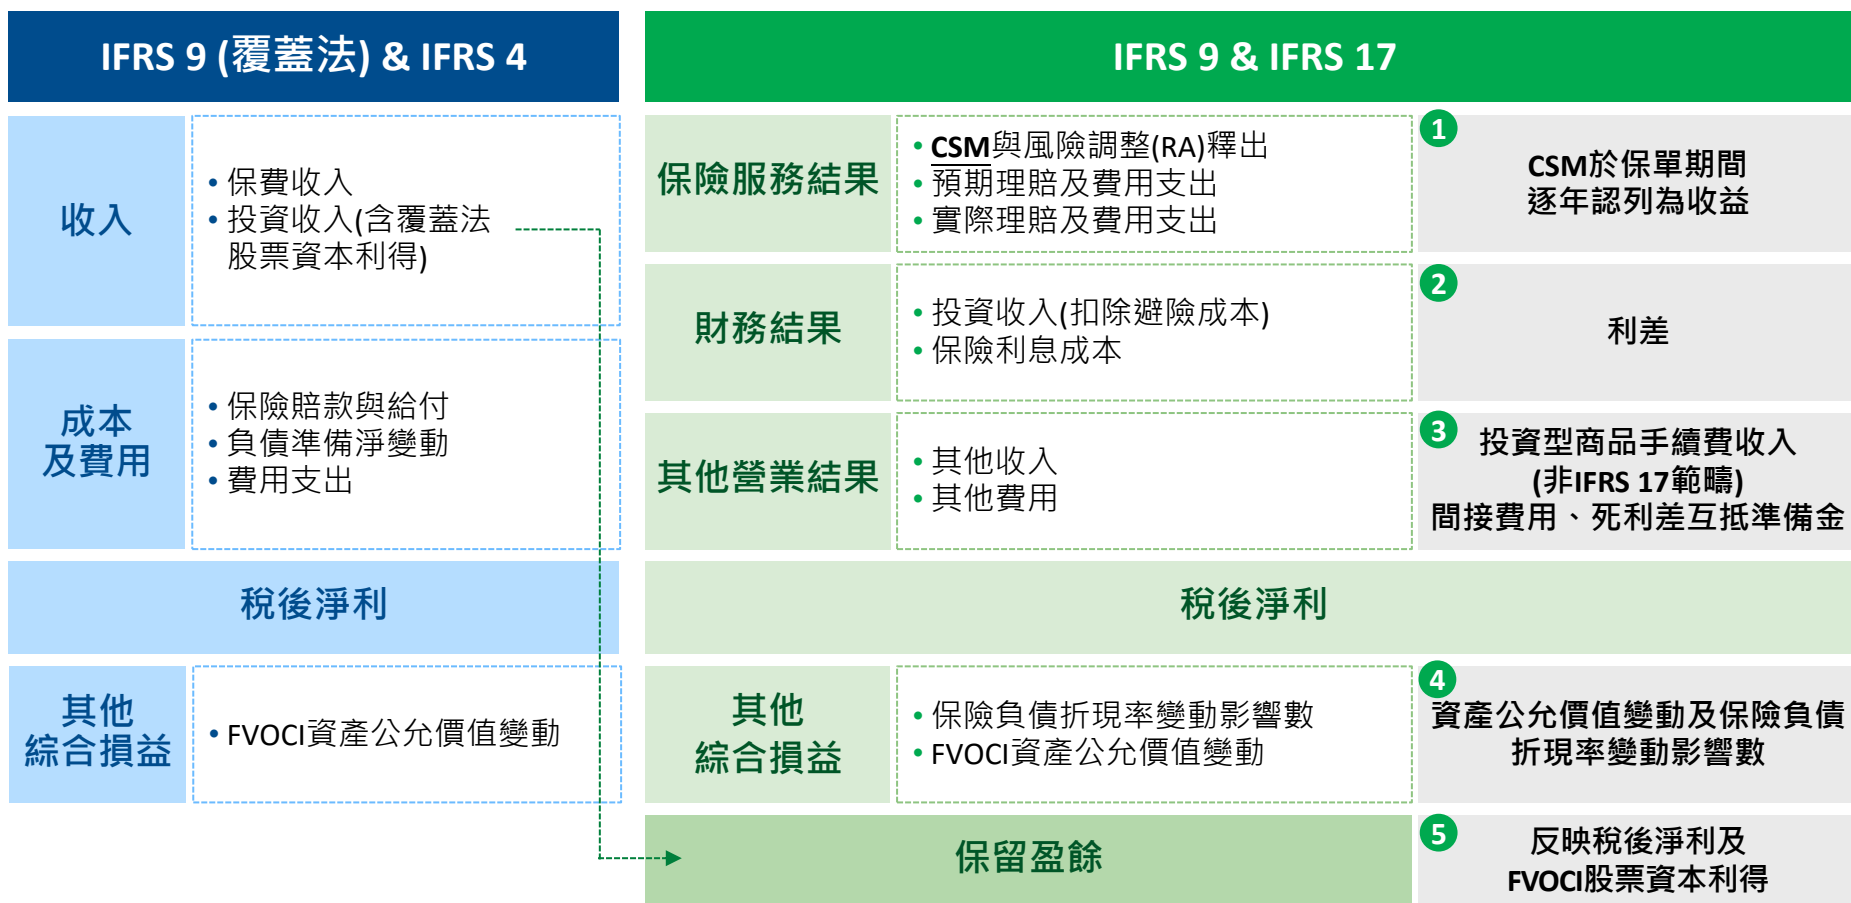 IFRS 9 (覆蓋法) & IFRS 4
收入
• 保費收入
• 投資收入(含覆蓋法
股票資本利得)
成本
及費用
• 保險賠款與給付
• 負債準備淨變動
• 費用支出
稅後淨利
其他
綜合損益
• FVOCI資產公允價值變動
IFRS 9 & IFRS 17
保險服務結果
• CSM與風險調整(RA)釋出
• 預期理賠及費用支出
• 實際理賠及費用支出
1
CSM於保單期間
逐年認列為收益
財務結果
• 投資收入(扣除避險成本)
• 保險利息成本
2
利差
其他營業結果
• 其他收入
• 其他費用
3
投資型商品手續費收入
(非IFRS 17範疇)
間接費用、死利差互抵準備金
稅後淨利
其他
綜合損益
• 保險負債折現率變動影響數
• FVOCI資產公允價值變動
4
資產公允價值變動及保險負債
折現率變動影響數
保留盈餘
5
反映稅後淨利及
FVOCI股票資本利得